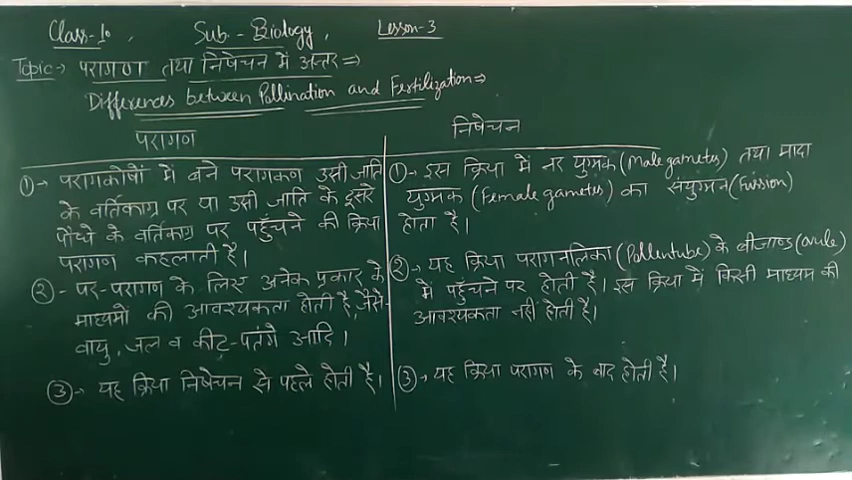 Class-10, Sub.- Biology, Lesson-3
Topic-> परागण तथा निषेचन में अन्तर =>
Differences between Pollination and Fertilization=>
परागण
①→ परागकोषों में बने परागकण उसी जाति
के वर्तिकाग्र पर या उसी जाति के दूसरे
पौधे के वर्तिकाग्र पर पहुँचने की क्रिया
परागण कहलाती है।
②- पर-परागण के लिए अनेक प्रकार के
माध्यमों की आवश्यकता होती है, जैसे-
वायु, जल व कीट-पतंगे आदि।
③→ यह क्रिया निषेचन से पहले होती है।
निषेचन
①→ इस क्रिया में नर युग्मक (Male gametes) तथा मादा
युग्मक (Female gametes) का संयुग्मन (Fussion)
होता है।
②→ यह क्रिया परागनलिका (Pollentube) के बीजाण्ड (ovule)
में पहुँचने पर होती है। इस क्रिया में किसी माध्यम की
आवश्यकता नहीं होती है।
③→ यह क्रिया परागण के बाद होती है।